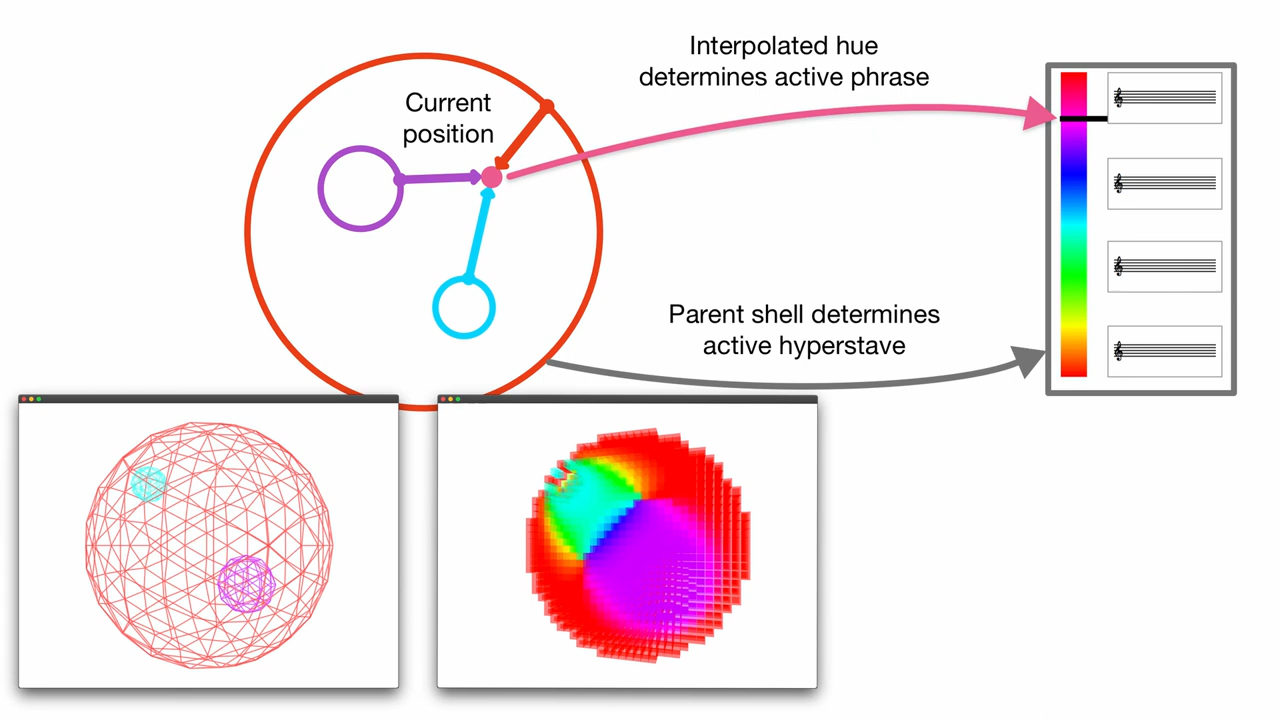 Interpolated hue
determines active phrase
Current
position
Parent shell determines
active hyperstave